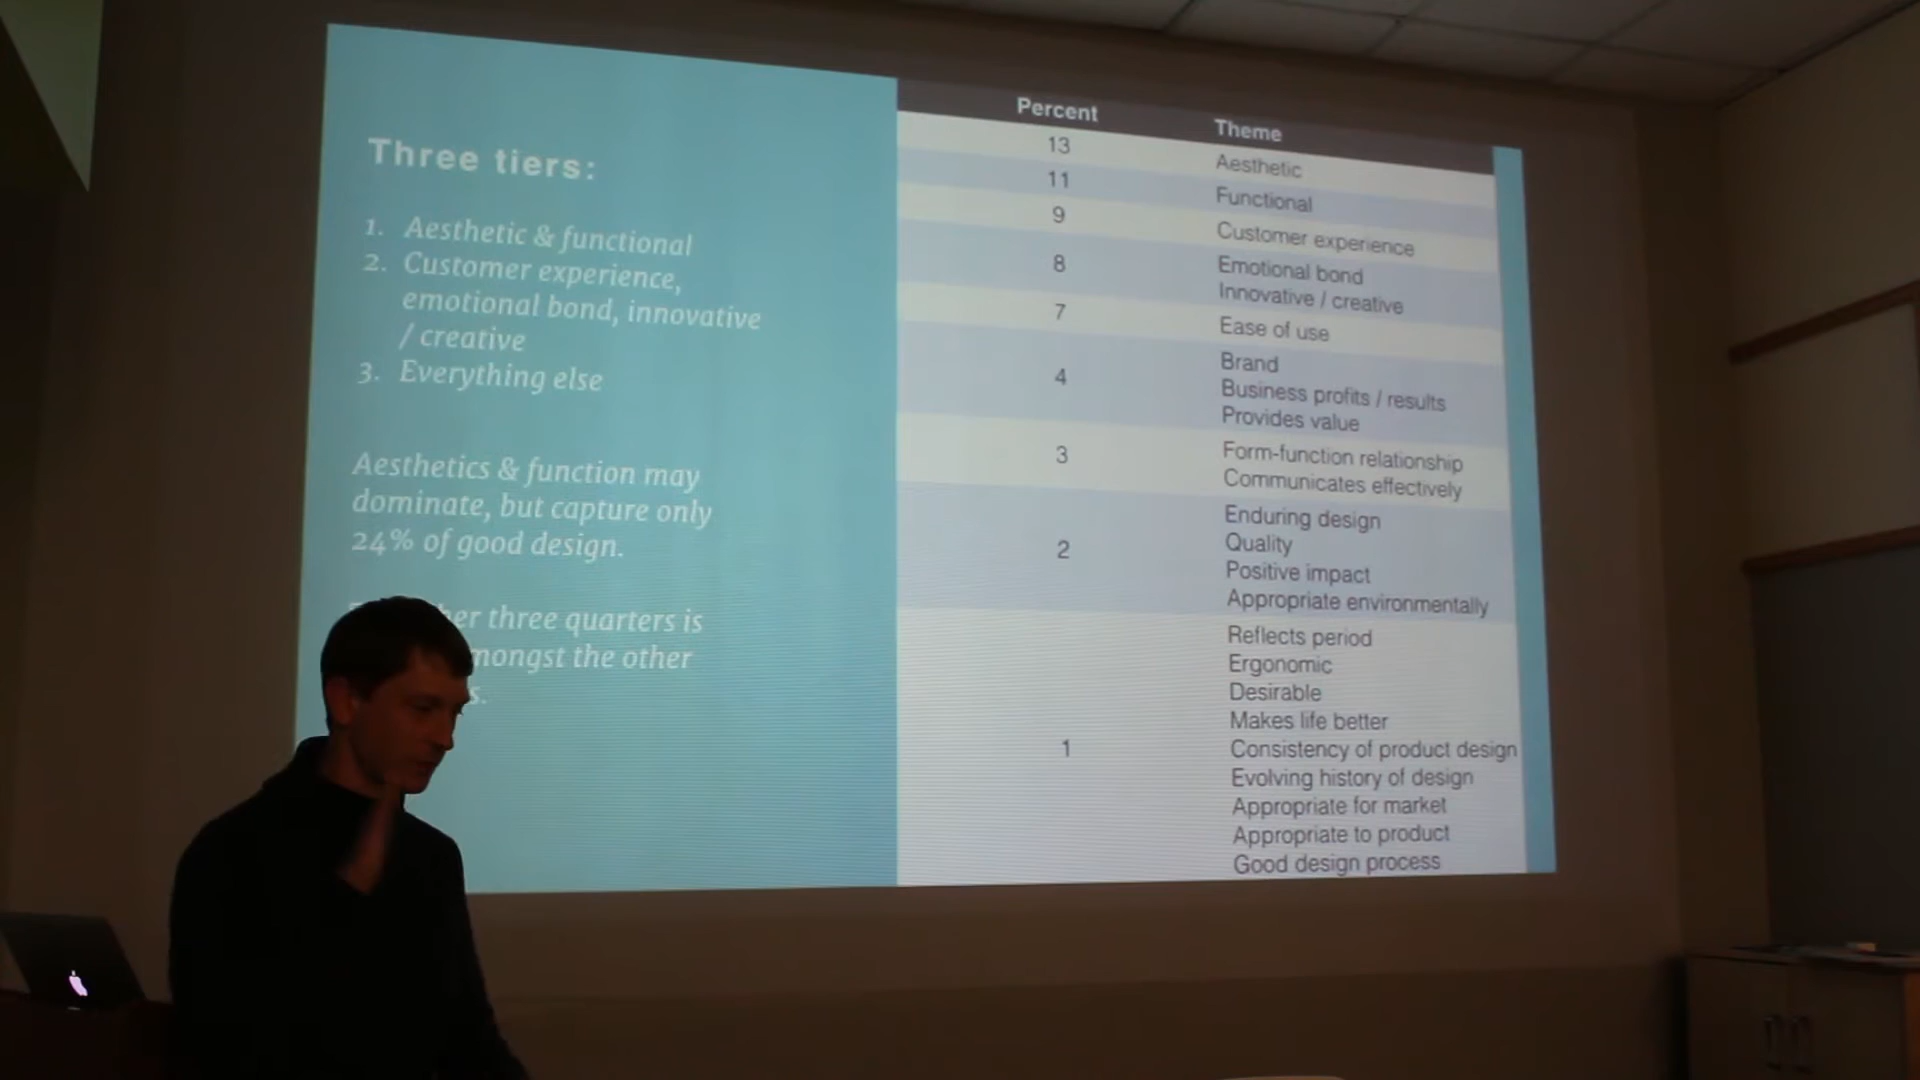 Three tiers:
1. Aesthetic & functional
2. Customer experience,
emotional bond, innovative
/ creative
3. Everything else
Aesthetics & function may
dominate, but capture only
24% of good design.
three quarters is
the other
Percent Theme
13 Aesthetic
11 Functional
9 Customer experience
8 Emotional bond
Innovative / creative
7 Ease of use
Brand
4 Business profits / results
Provides value
3 Form-function relationship
Communicates effectively
Enduring design
2 Quality
Positive impact
Appropriate environmentally
Reflects period
Ergonomic
Desirable
Makes life better
1 Consistency of product design
Evolving history of design
Appropriate for market
Appropriate to product
Good design process